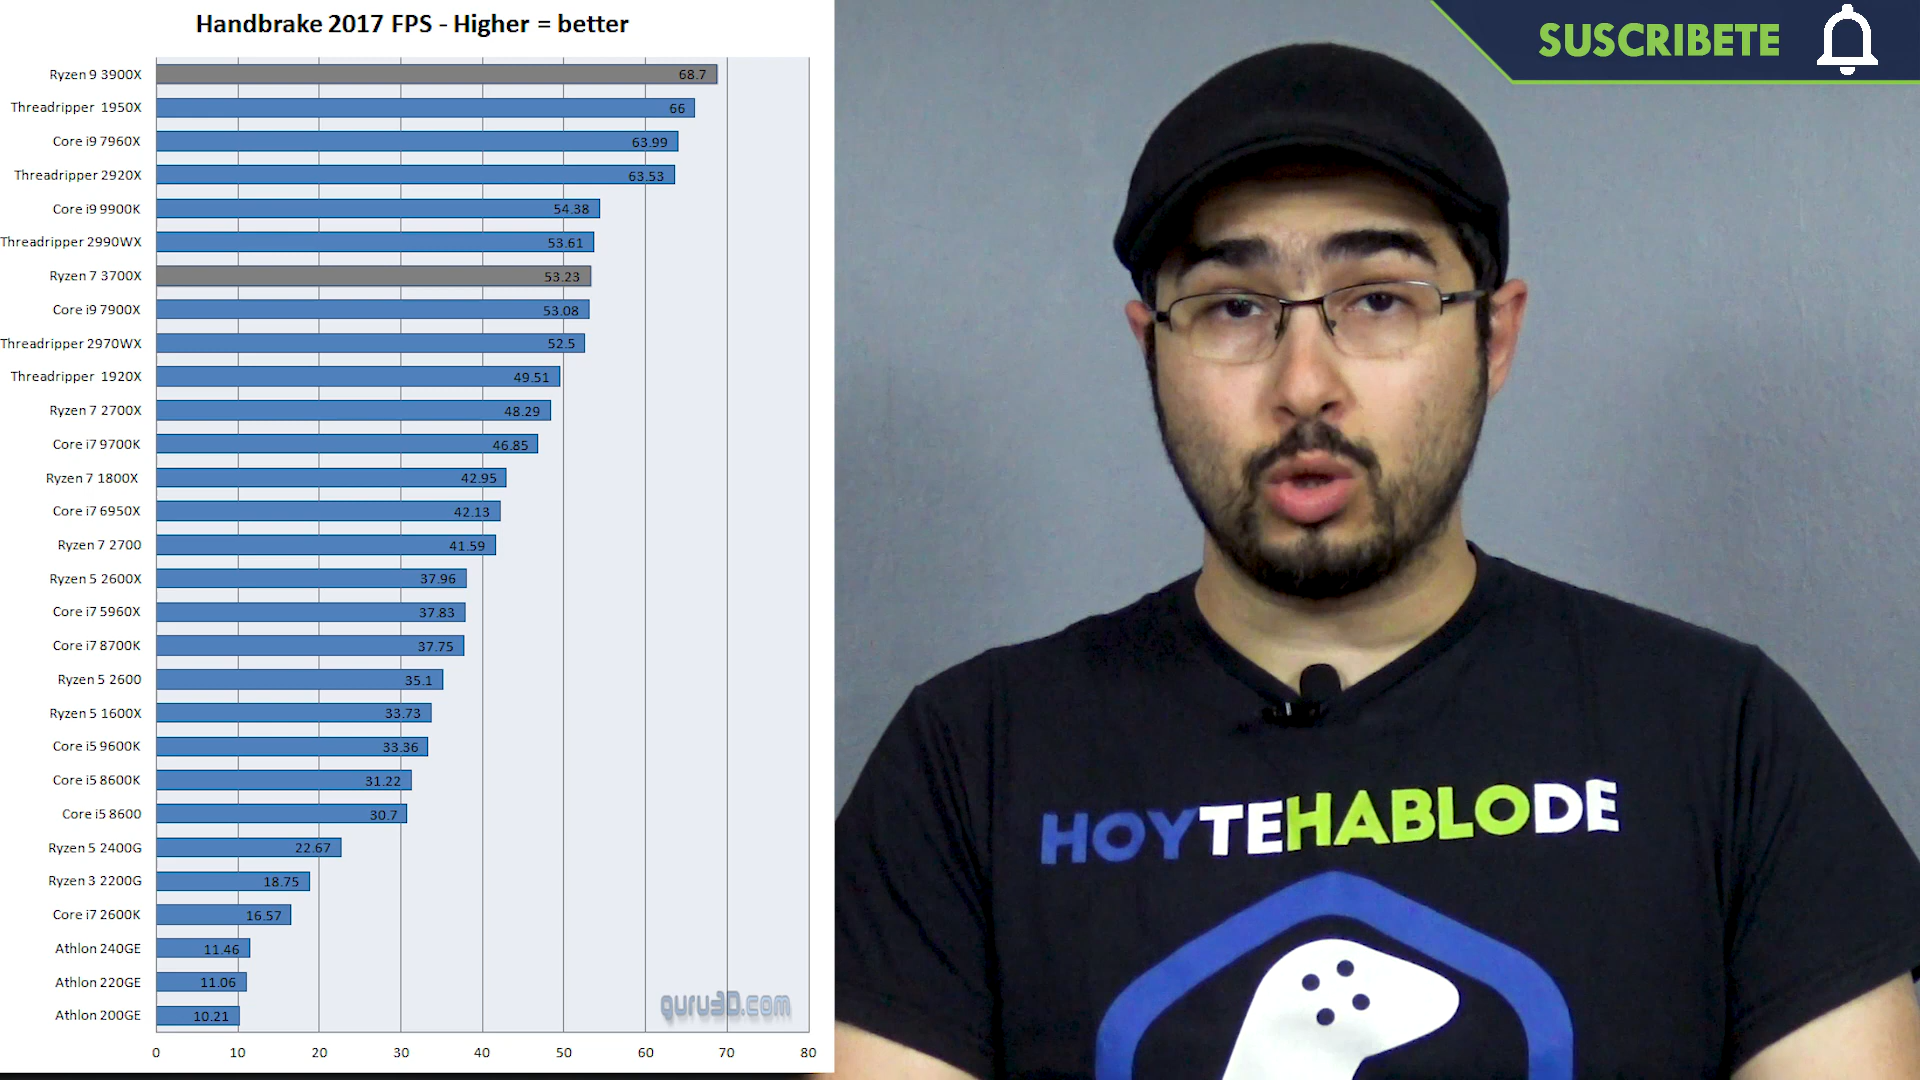 Handbrake 2017 FPS - Higher = better
Ryzen 9 3900X 68.7
Threadripper 1950X 66
Core i9 7960X 63.99
Threadripper 2920X 63.53
Core i9 9900K 54.38
Threadripper 2990WX 53.61
Ryzen 7 3700X 53.23
Core i9 7900X 53.08
Threadripper 2970WX 52.5
Threadripper 1920X 49.51
Ryzen 7 2700X 48.29
Core i7 9700K 46.85
Ryzen 7 1800X 42.95
Core i7 6950X 42.13
Ryzen 7 2700 41.59
Ryzen 5 2600X 37.96
Core i7 5960X 37.83
Core i7 8700K 37.75
Ryzen 5 2600 35.1
Ryzen 5 1600X 33.73
Core i5 9600K 33.36
Core i5 8600K 31.22
Core i5 8600 30.7
Ryzen 5 2400G 22.67
Ryzen 3 2200G 18.75
Core i7 2600K 16.57
Athlon 240GE 11.46
Athlon 220GE 11.06
Athlon 200GE 10.21
0 10 20 30 40 50 60 70 80
guru3D.com
SUSCRIBETE
HOYTEHABLODE